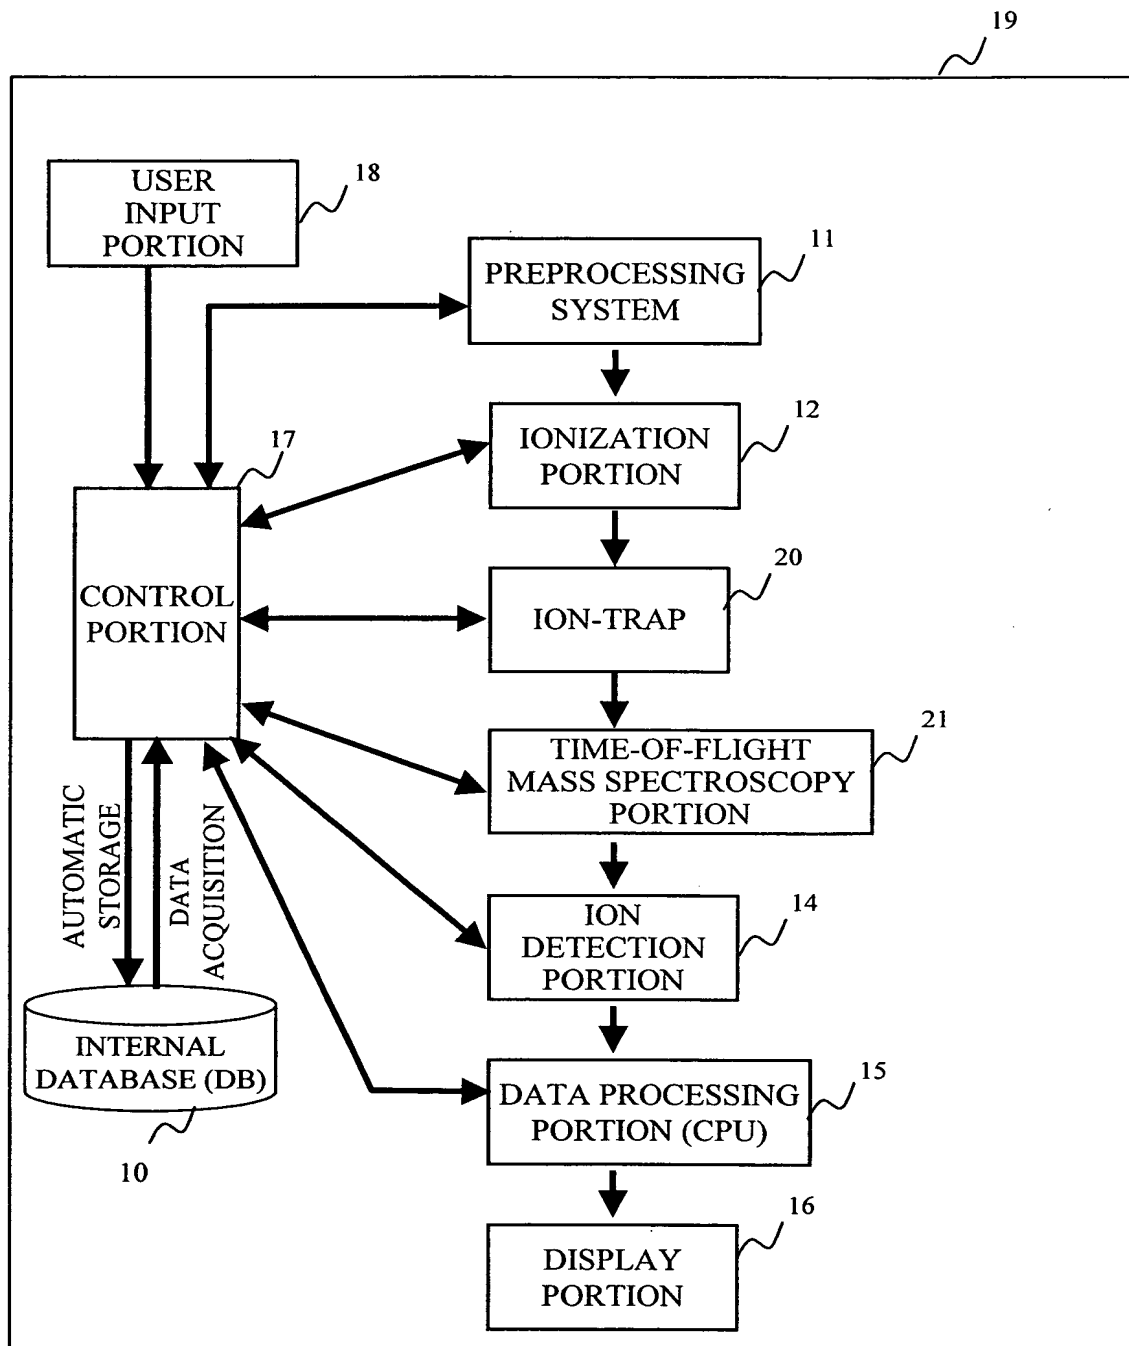 19
USER
INPUT
PORTION
18
PREPROCESSING
SYSTEM
11
IONIZATION
PORTION
12
17
CONTROL
PORTION
ION-TRAP
20
TIME-OF-FLIGHT
MASS SPECTROSCOPY
PORTION
21
AUTOMATIC
STORAGE
DATA
ACQUISITION
ION
DETECTION
PORTION
14
INTERNAL
DATABASE (DB)
10
DATA PROCESSING
PORTION (CPU)
15
DISPLAY
PORTION
16